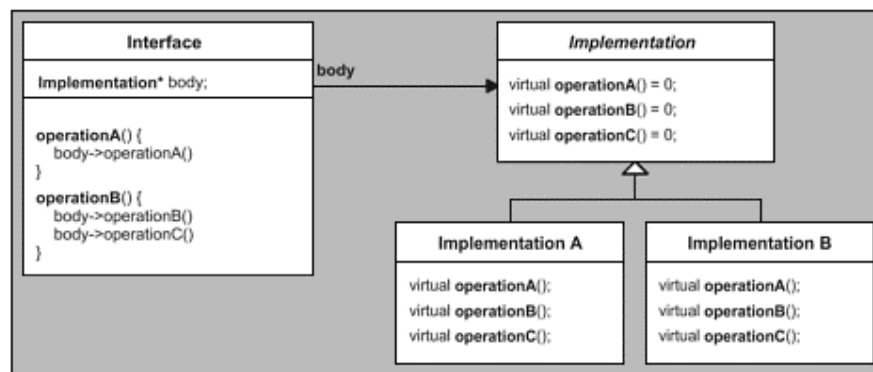 Interface
Implementation* body;
operationA() {
body->operationA()
}
operationB() {
body->operationB()
body->operationC()
}
body
Implementation
virtual operationA() = 0;
virtual operationB() = 0;
virtual operationC() = 0;
Implementation A
virtual operationA();
virtual operationB();
virtual operationC();
Implementation B
virtual operationA();
virtual operationB();
virtual operationC();